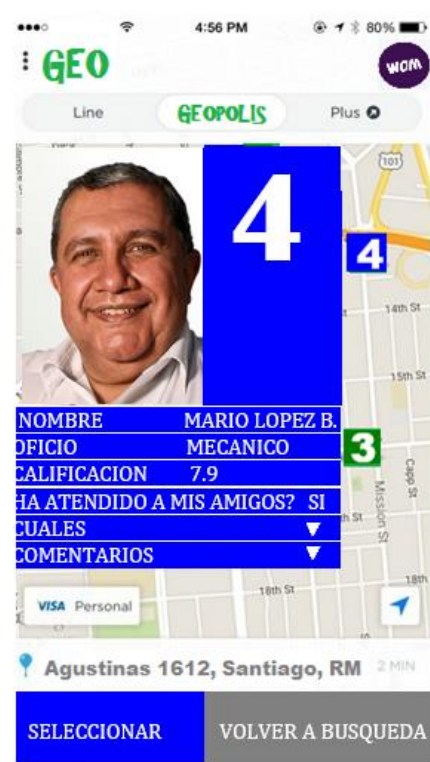 4:56 PM 80%
GEO WOM
Line GEOPOLIS Plus
101
4
4
14th St
15th St
NOMBRE MARIO LOPEZ B.
OFICIO MECANICO
3
CALIFICACION 7.9
Capp St
Mission St
HA ATENDIDO A MIS AMIGOS? SI
CUALES
COMENTARIOS
18th St
18th
VISA Personal
Agustinas 1612, Santiago, RM 2 MIN
SELECCIONAR VOLVER A BUSQUEDA